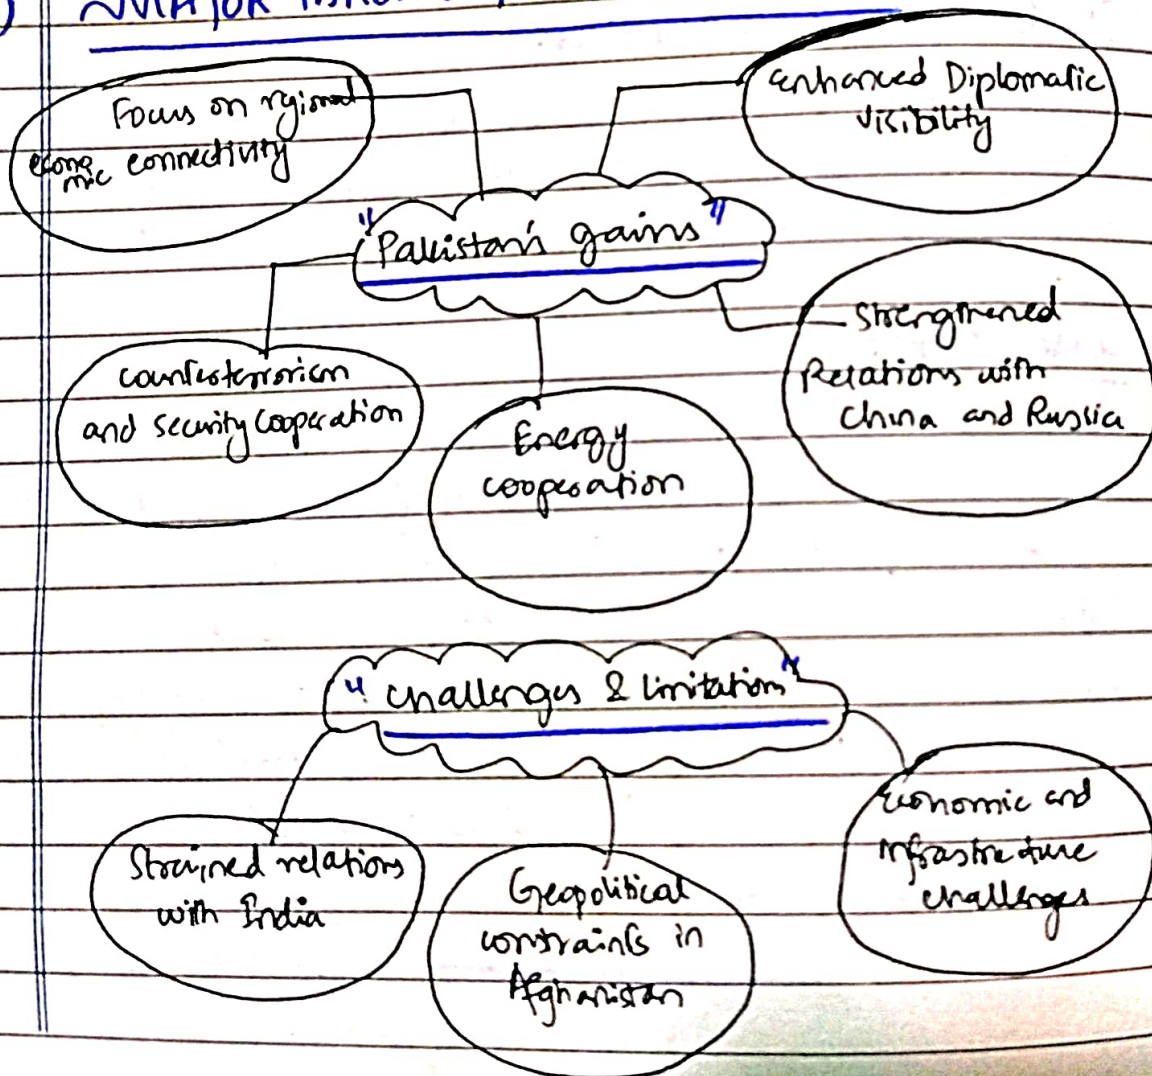 Focus on regional
economic connectivity
Enhanced Diplomatic
Visibility
"Pakistan's gains"
Counterterrorism
and security cooperation
Energy
cooperation
Strengthened
Relations with
China and Russia
"Challenges & limitations"
Strained relations
with India
Geopolitical
constraints in
Afghanistan
Economic and
Infrastructure
challenges